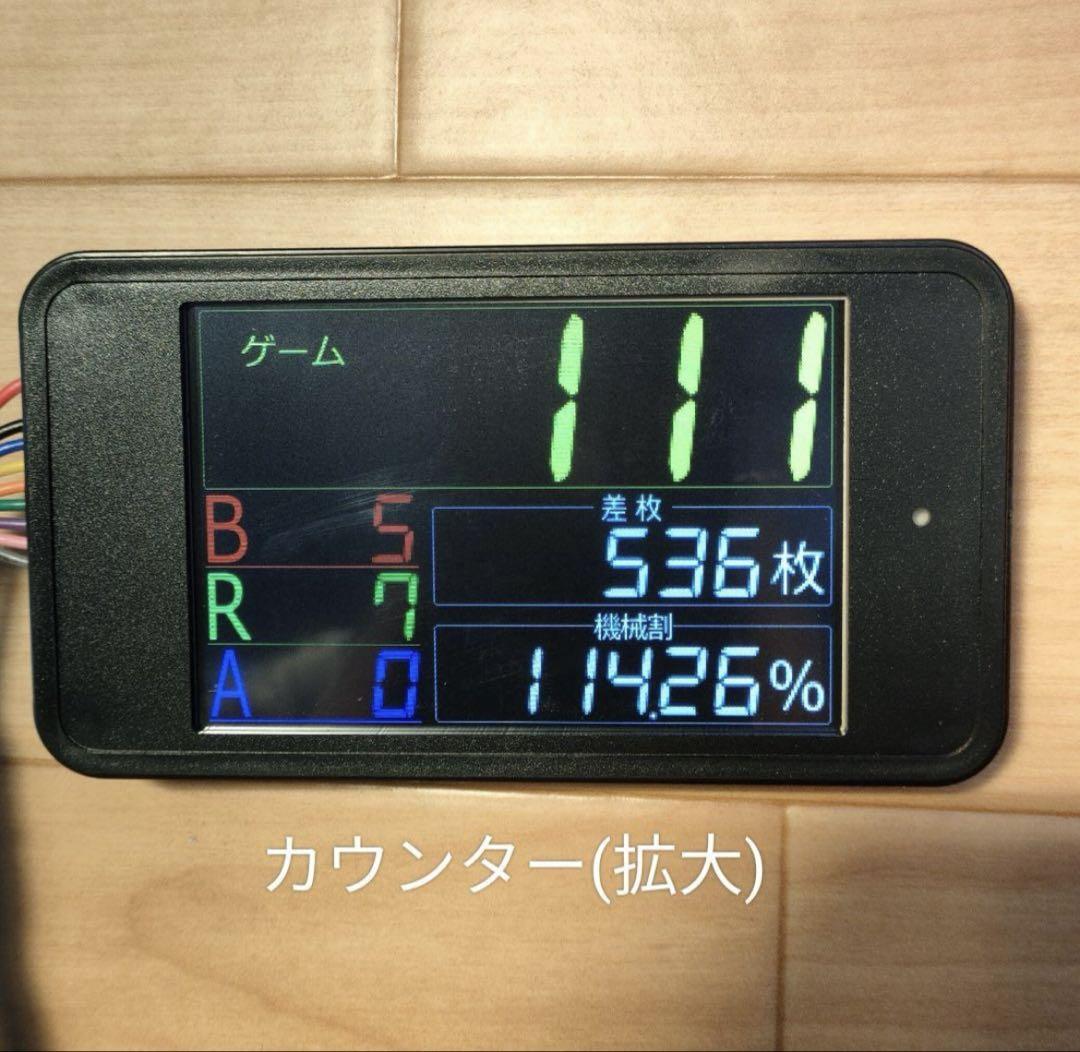 ゲーム 111
B 5
R 7
A 0
差枚
536枚
機械割
114.26%
カウンター(拡大)